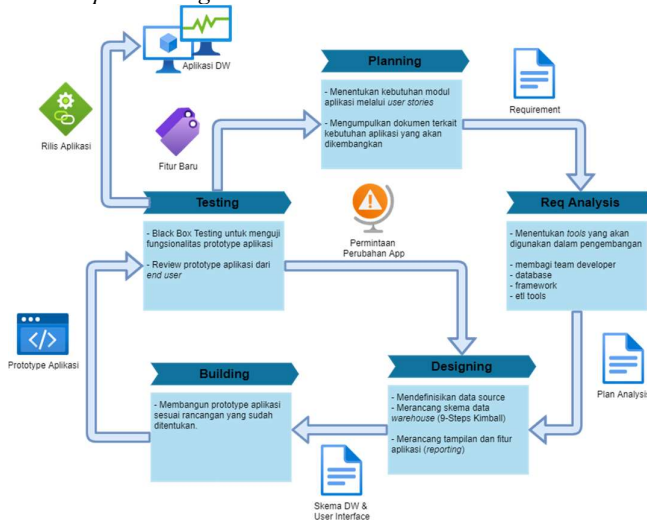 Aplikasi DW
Rilis Aplikasi
Fitur Baru
Planning
- Menentukan kebutuhan modul
aplikasi melalui user stories
- Mengumpulkan dokumen terkait
kebutuhan aplikasi yang akan
dikembangkan
Requirement
Testing
- Black Box Testing untuk menguji
fungsionalitas prototype aplikasi
- Review prototype aplikasi dari
end user
Permintaan
Perubahan App
Req Analysis
- Menentukan tools yang akan
digunakan dalam pengembangan
- membagi team developer
- database
- framework
- etl tools
Prototype Aplikasi
Building
- Membangun prototype aplikasi
sesuai rancangan yang sudah
ditentukan.
Designing
- Mendefinisikan data source
- Merancang skema data
warehouse (9-Steps Kimball)
- Merancang tampilan dan fitur
aplikasi (reporting)
Plan Analysis
Skema DW &
User Interface